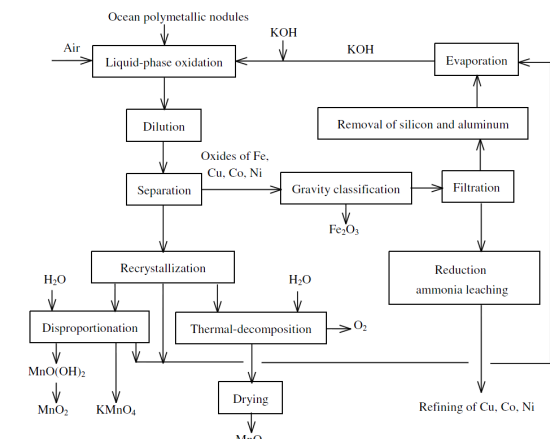 Ocean polymetallic nodules
KOH
Air
KOH
Liquid-phase oxidation
Evaporation
Dilution
Removal of silicon and aluminum
Oxides of Fe,
Cu, Co, Ni
Separation
Gravity classification
Filtration
Fe₂O₃
Recrystallization
Reduction
ammonia leaching
H₂O
H₂O
Disproportionation
Thermal-decomposition
O₂
MnO(OH)₂
MnO₂
KMnO₄
Drying
Refining of Cu, Co, Ni